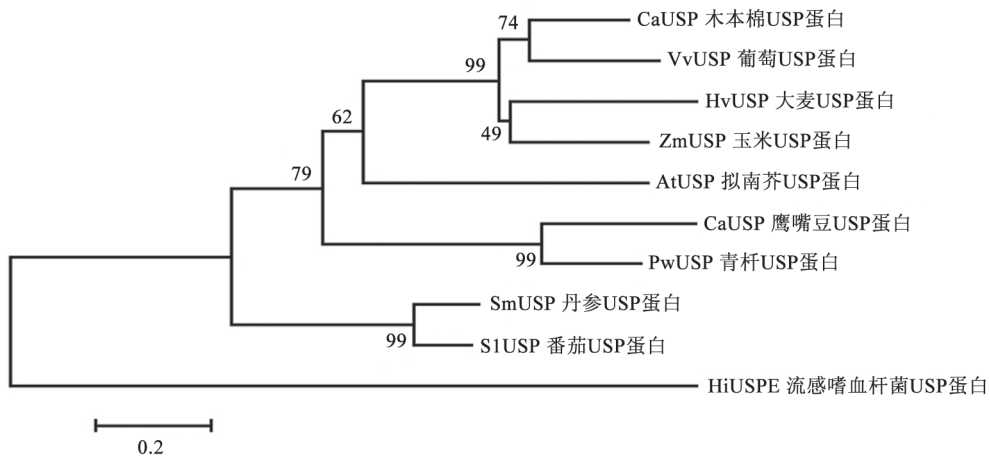 74
CaUSP 木本棉USP蛋白
VvUSP 葡萄USP蛋白
99
HvUSP 大麦USP蛋白
62
49
ZmUSP 玉米USP蛋白
79
AtUSP 拟南芥USP蛋白
CaUSP 鹰嘴豆USP蛋白
99
PwUSP 青杆USP蛋白
SmUSP 丹参USP蛋白
99
S1USP 番茄USP蛋白
HiUSPE 流感嗜血杆菌USP蛋白
0.2